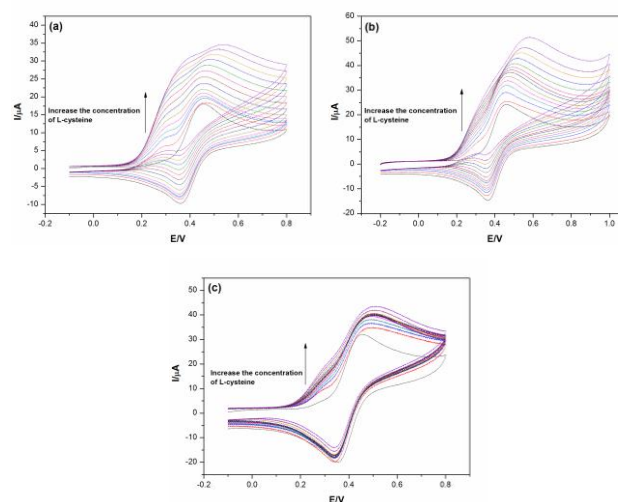 (a)
40
35
30
25
20
15
10
5
0
-5
-10
I/μA
Increase the concentration
of L-cysteine
-0.2 0.0 0.2 0.4 0.6 0.8
E/V
(b)
60
50
40
30
20
10
0
-10
-20
I/μA
Increase the concentration
of L-cysteine
-0.2 0.0 0.2 0.4 0.6 0.8 1.0
E/V
(c)
60
50
40
30
20
10
0
-10
-20
-30
I/μA
Increase the concentration
of L-cysteine
-0.2 0.0 0.2 0.4 0.6 0.8 1.0
E/V